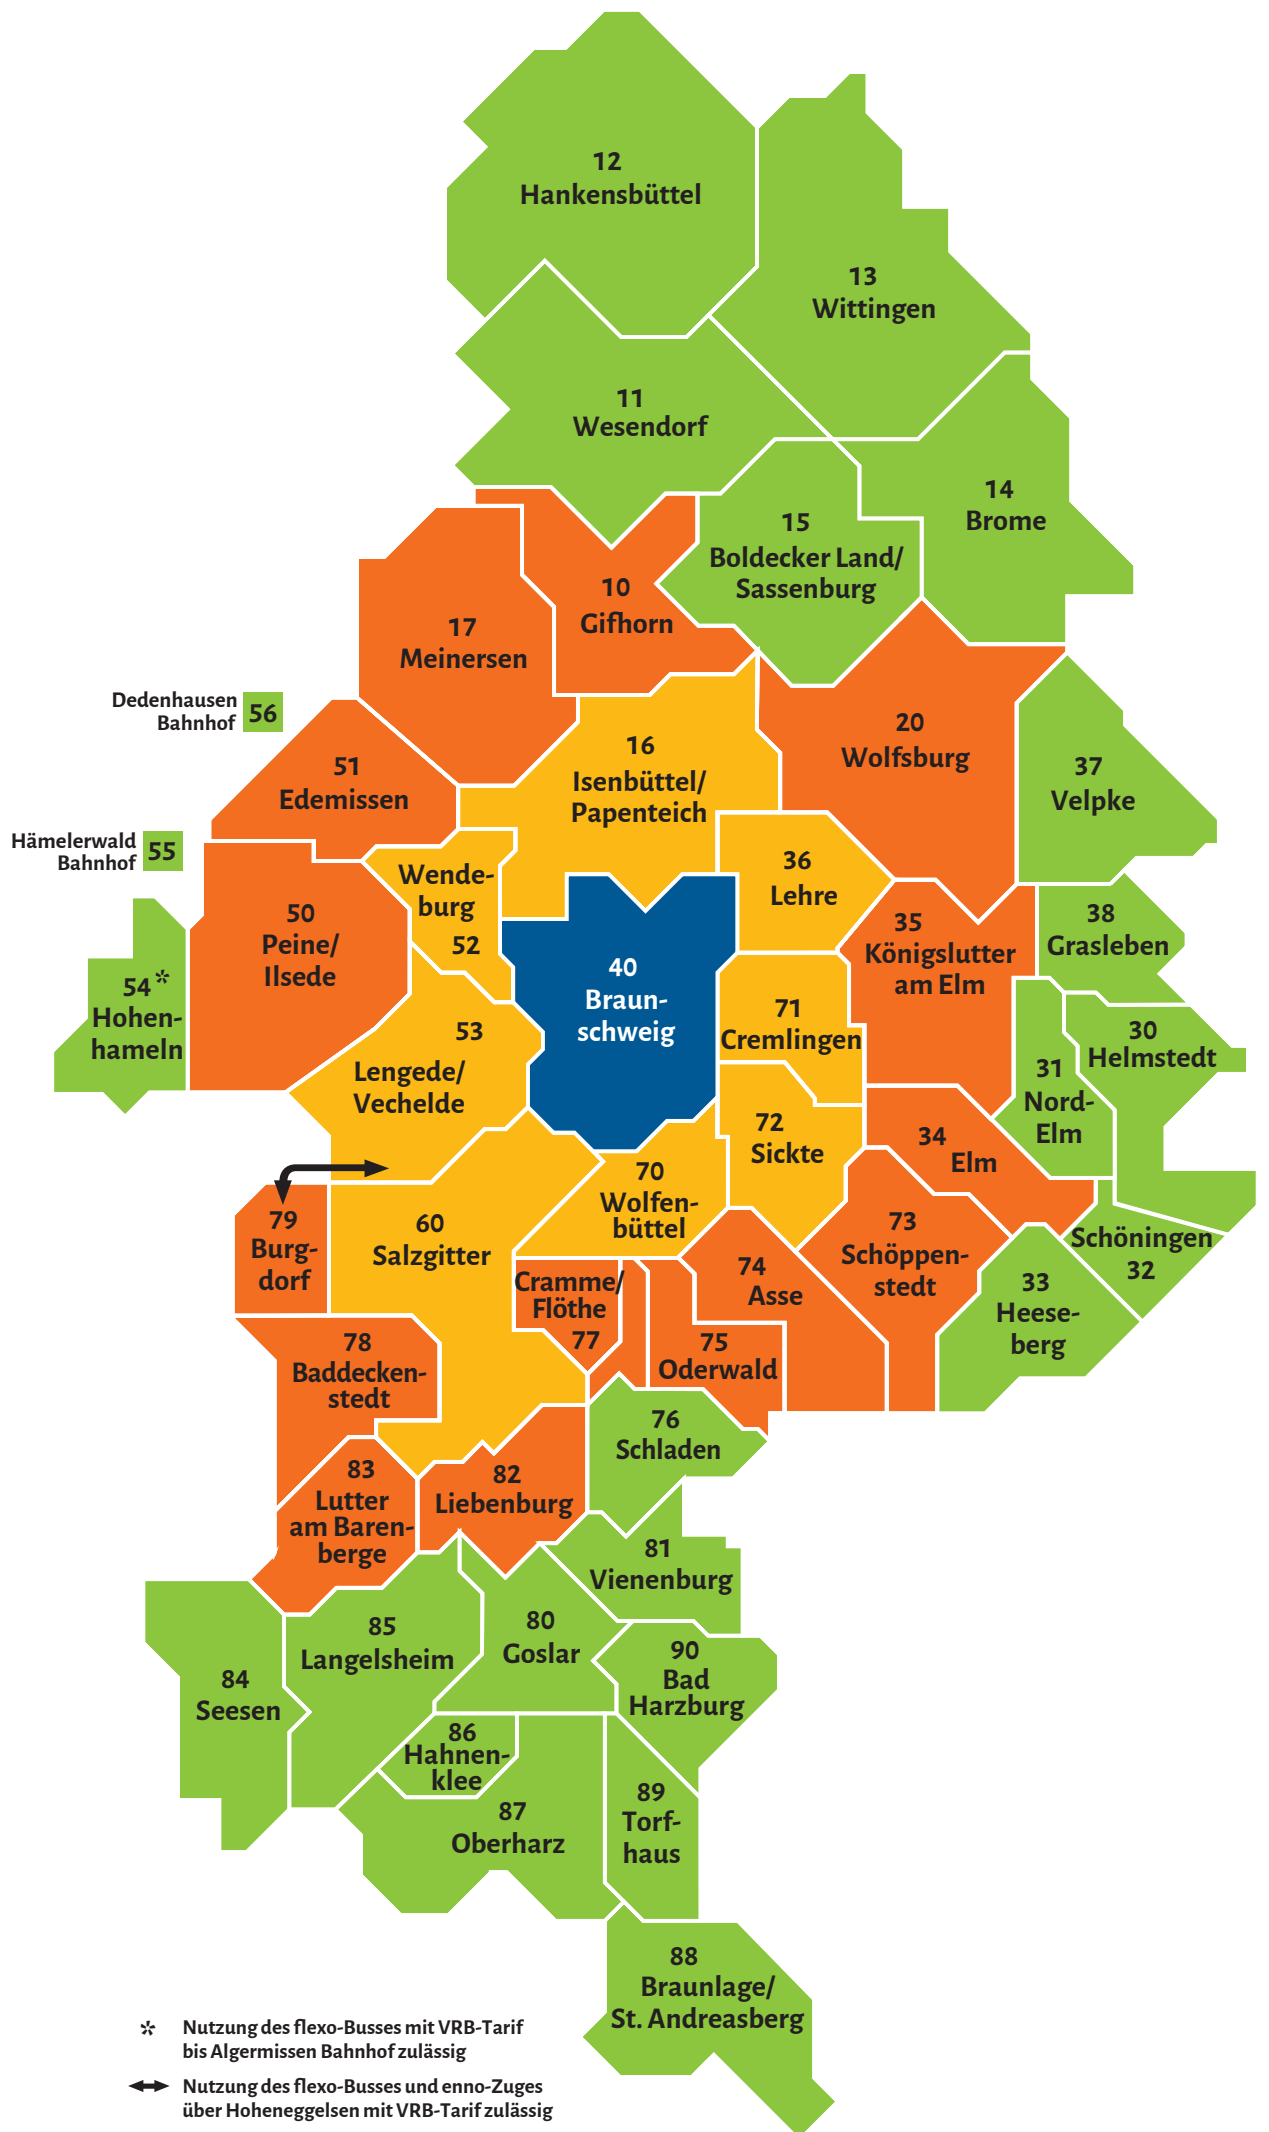 12
Hankensbüttel
13
Wittingen
11
Wesendorf
14
Brome
15
Boldecker Land/
Sassenburg
10
Gifhorn
17
Meinersen
Dedenhausen
Bahnhof
56
20
Wolfsburg
16
Isenbüttel/
Papenteich
51
Edemissen
37
Velpke
Hämelerwald
Bahnhof
55
36
Lehre
Wende-
burg
52
50
Peine/
Ilsede
35
Königslutter
am Elm
38
Grasleben
40
Braun-
schweig
54*
Hohen-
hameln
71
Cremlingen
53
Lengede/
Vechelde
30
Helmstedt
31
Nord-
Elm
72
Sickte
34
Elm
70
Wolfen-
büttel
79
Burg-
dorf
60
Salzgitter
73
Schöppen-
stedt
Schöningen
32
74
Asse
Cramme/
Flöthe
77
33
Heese-
berg
78
Baddecken-
stedt
75
Oderwald
76
Schladen
83
Lutter
am Baren-
berge
82
Liebenburg
81
Vienenburg
85
Langelsheim
80
Goslar
90
Bad
Harzburg
84
Seesen
86
Hahnen-
klee
89
Torf-
haus
87
Oberharz
88
Braunlage/
St. Andreasberg
* Nutzung des flexo-Busses mit VRB-Tarif
bis Algermissen Bahnhof zulässig
Nutzung des flexo-Busses und enno-Zuges
über Hoheneggelsen mit VRB-Tarif zulässig